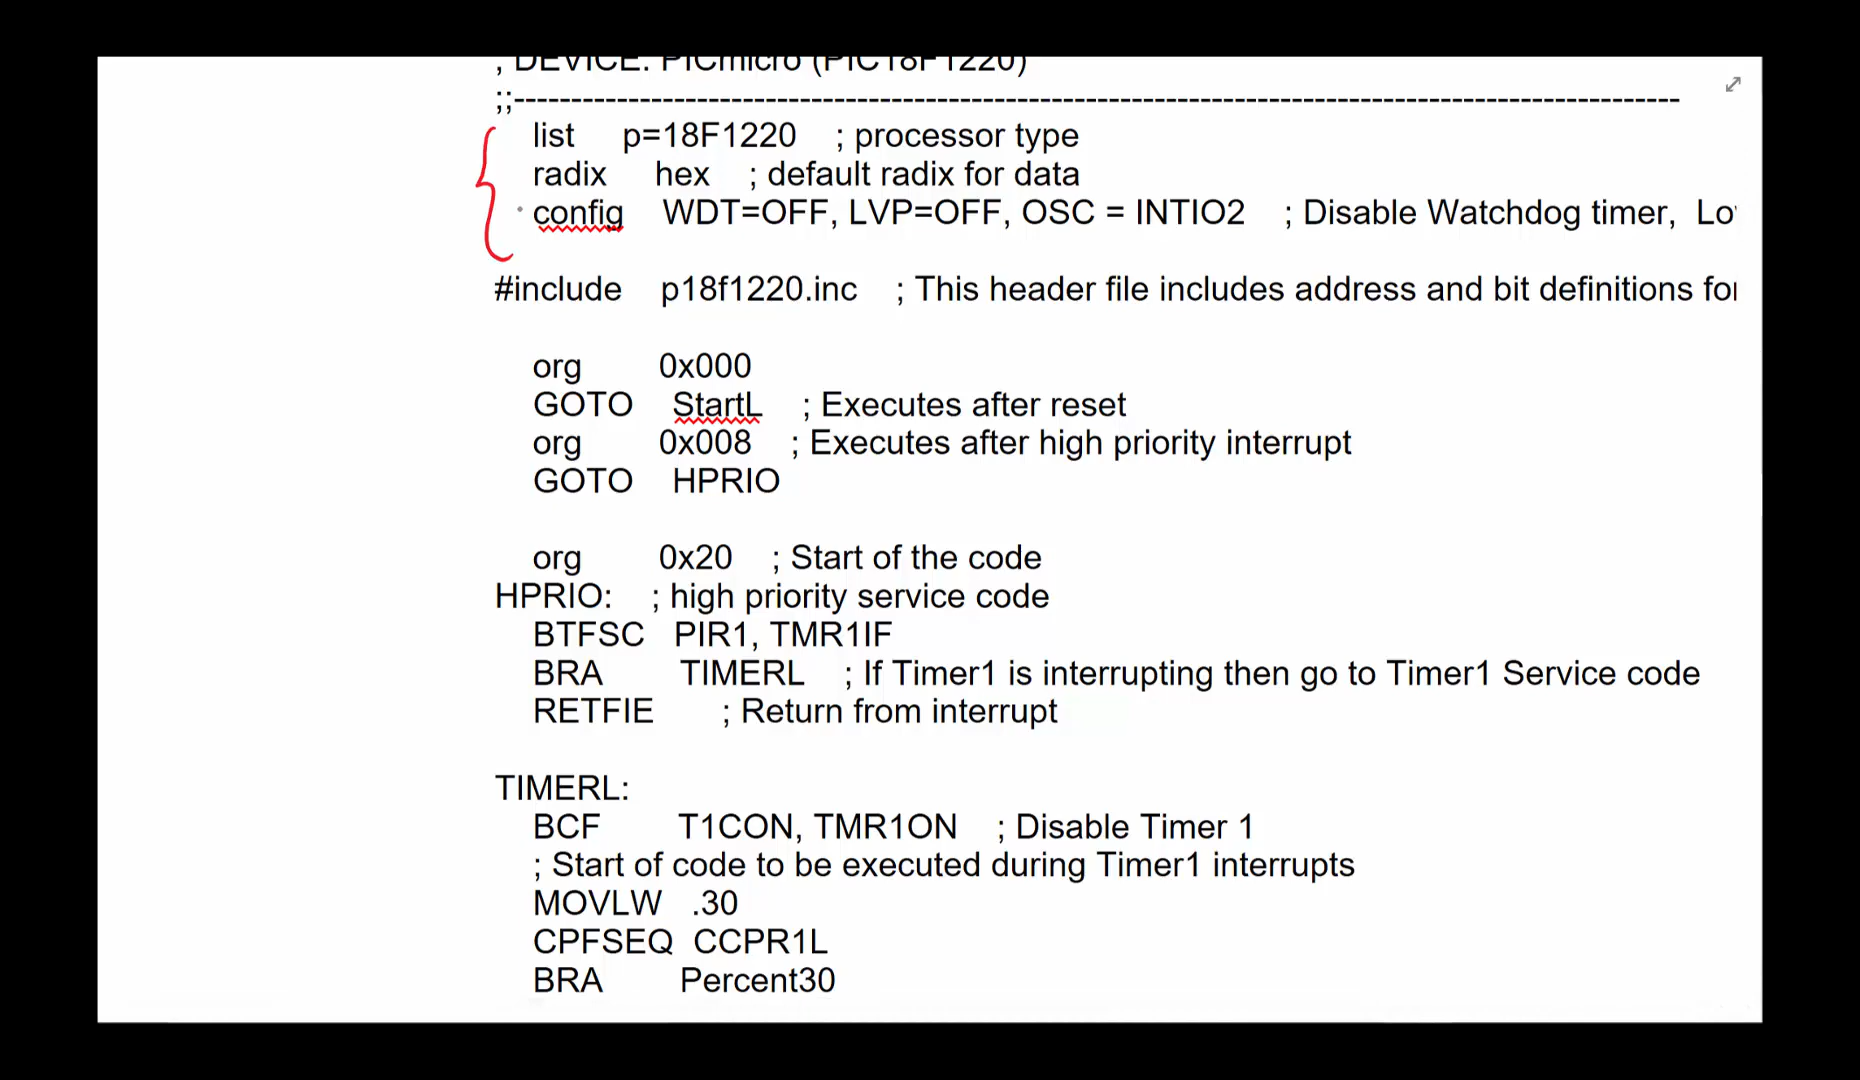 ; DEVICE: PICmicro (PIC18F1220)
;;------------------------------------------------------------------------------------------------------
list p=18F1220 ; processor type
radix hex ; default radix for data
config WDT=OFF, LVP=OFF, OSC = INTIO2 ; Disable Watchdog timer,
#include p18f1220.inc ; This header file includes address and bit definitions
org 0x000
GOTO StartL ; Executes after reset
org 0x008 ; Executes after high priority interrupt
GOTO HPRIO
org 0x20 ; Start of the code
HPRIO: ; high priority service code
BTFSC PIR1, TMR1IF
BRA TIMERL ; If Timer1 is interrupting then go to Timer1 Service code
RETFIE ; Return from interrupt
TIMERL:
BCF T1CON, TMR1ON ; Disable Timer 1
; Start of code to be executed during Timer1 interrupts
MOVLW .30
CPFSEQ CCPR1L
BRA Percent30